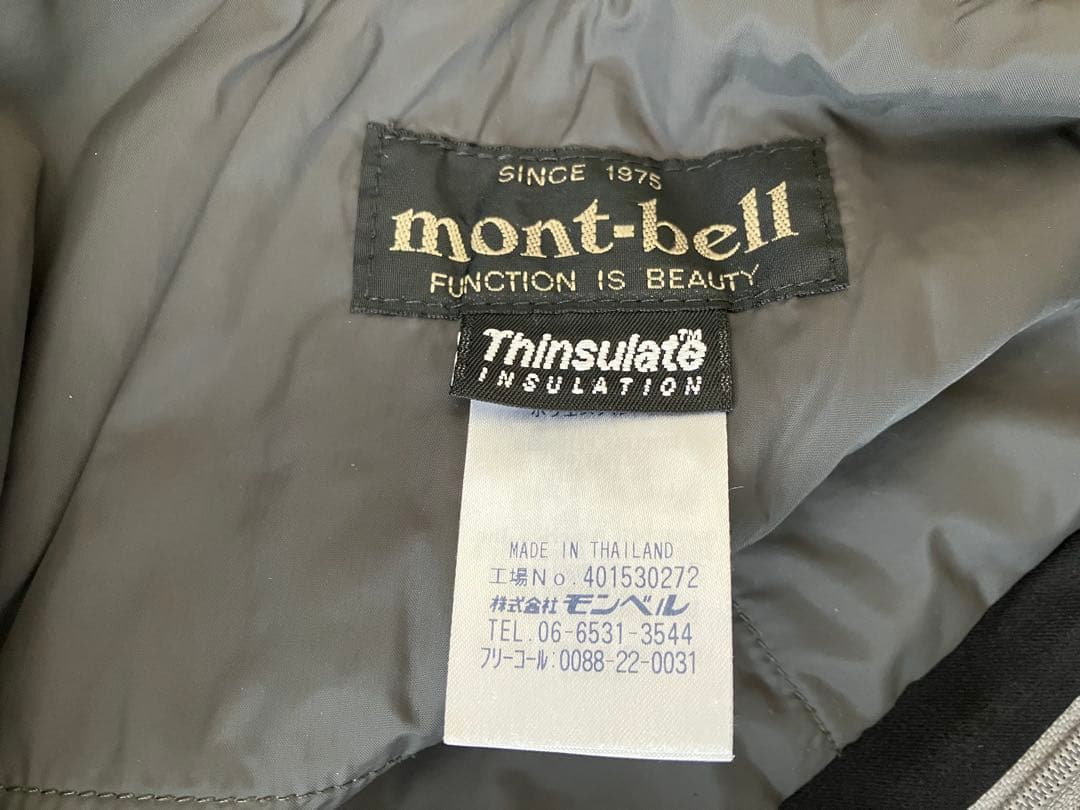 SINCE 1975
mont-bell
FUNCTION IS BEAUTY
Thinsulate™
INSULATION
MADE IN THAILAND
工場No.401530272
株式会社 モンベル
TEL.06-6531-3544
フリーコール:0088-22-0031